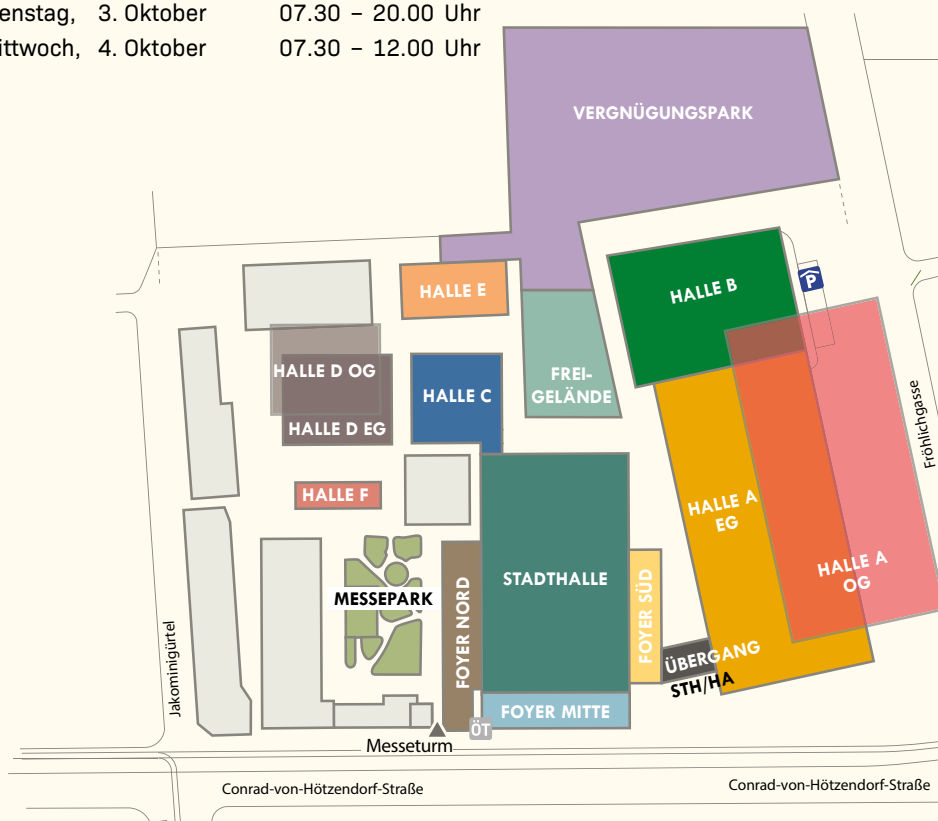 enstag, 3. Oktober 07.30 – 20.00 Uhr
ittwoch, 4. Oktober 07.30 – 12.00 Uhr
VERGNÜGUNGSPARK
HALLE E
HALLE B
P
HALLE D OG
HALLE C
FREI-
GELÄNDE
HALLE D EG
HALLE F
HALLE A
EG
Fröhlichgasse
HALLE A
OG
STADTHALLE
MESSEPARK
FOYER NORD
FOYER SÜD
ÜBERGANG
STH/HA
Jakominigürtel
FOYER MITTE
ÖT
Messeturm
Conrad-von-Hötzendorf-Straße
Conrad-von-Hötzendorf-Straße